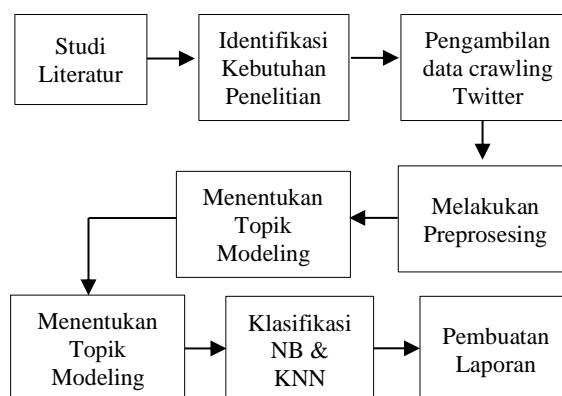 Studi
Literatur
Identifikasi
Kebutuhan
Penelitian
Pengambilan
data crawling
Twitter
Melakukan
Preprosesing
Menentukan
Topik
Modeling
Menentukan
Topik
Modeling
Klasifikasi
NB &
KNN
Pembuatan
Laporan